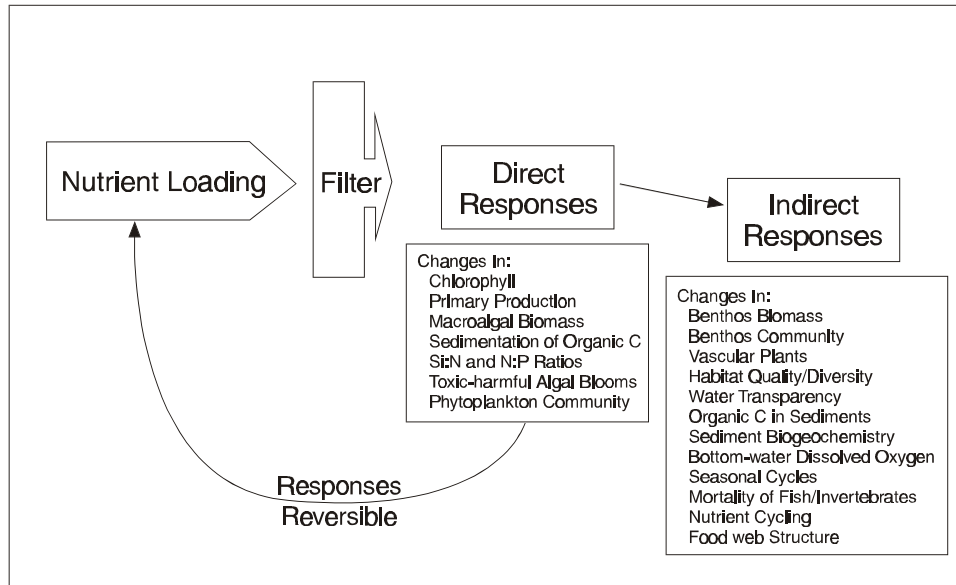 Nutrient Loading
Filter
Direct
Responses
Indirect
Responses
Changes In:
Chlorophyll
Primary Production
Macroalgal Biomass
Sedimentation of Organic C
Si:N and N:P Ratios
Toxic-harmful Algal Blooms
Phytoplankton Community
Changes In:
Benthos Biomass
Benthos Community
Vascular Plants
Habitat Quality/Diversity
Water Transparency
Organic C in Sediments
Sediment Biogeochemistry
Bottom-water Dissolved Oxygen
Seasonal Cycles
Mortality of Fish/Invertebrates
Nutrient Cycling
Food web Structure
Responses
Reversible